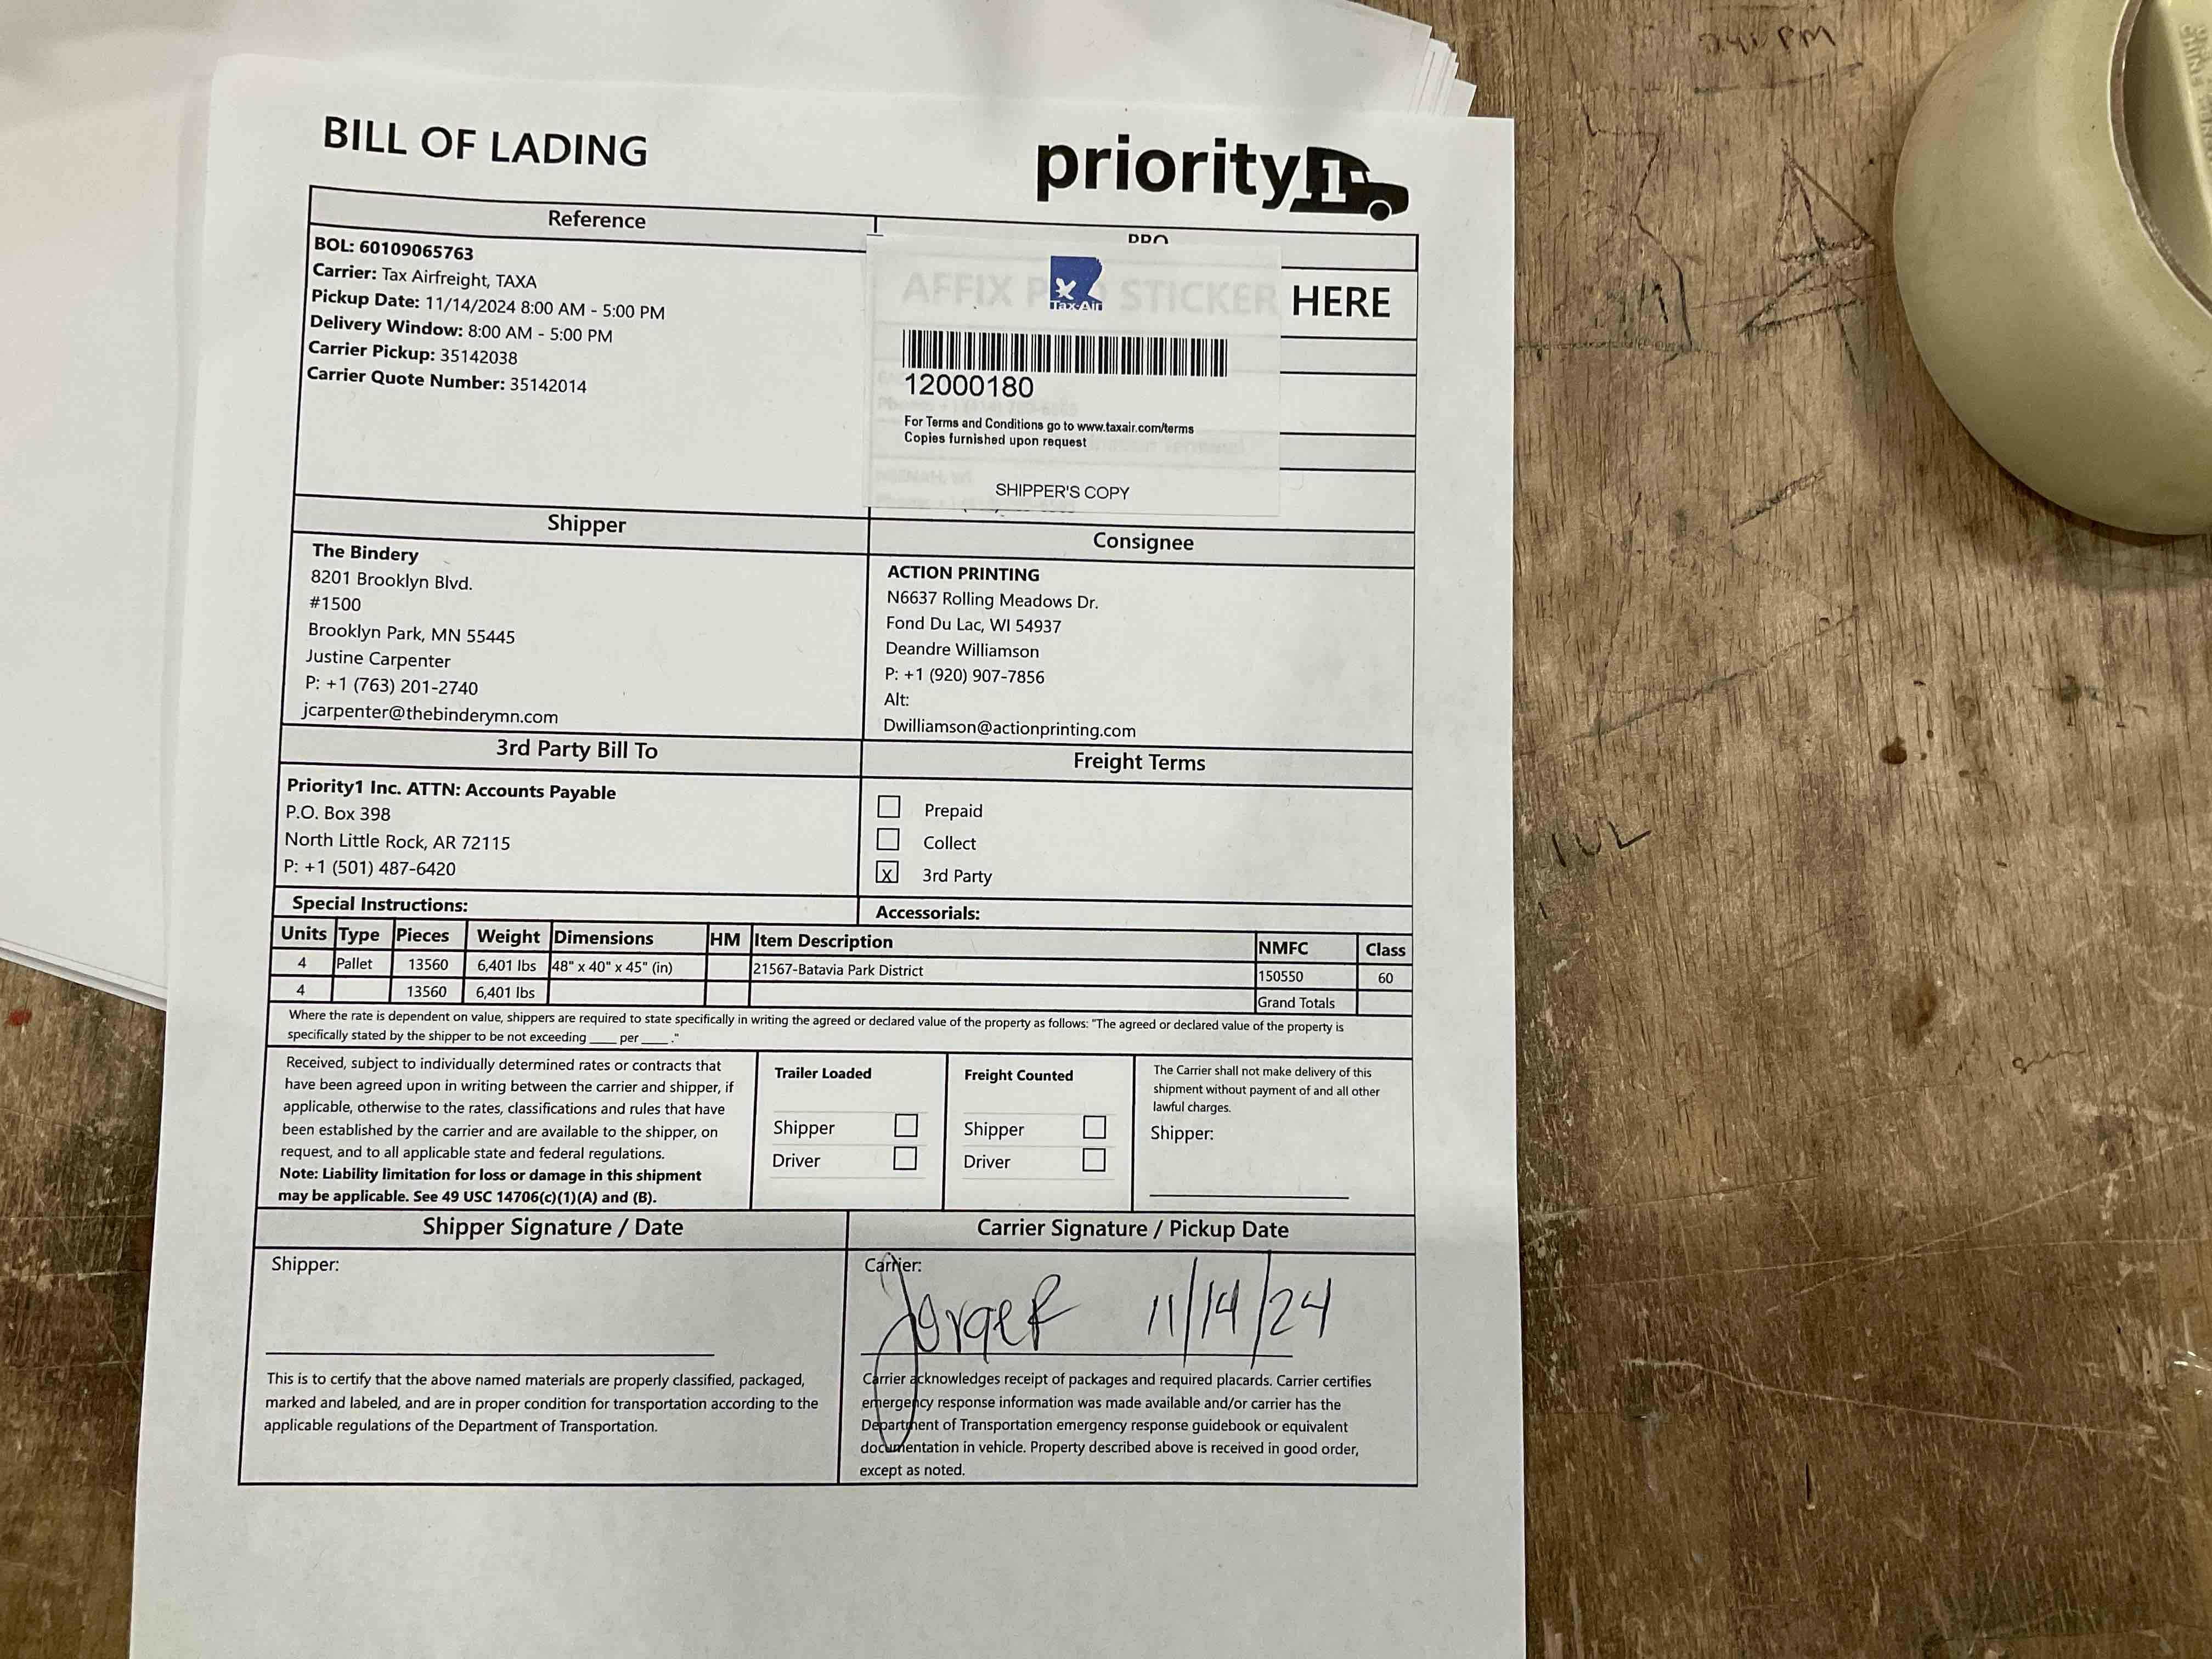 BILL OF LADING
priority1
Reference
BOL: 60109065763
Carrier: Tax Airfreight, TAXA
Pickup Date: 11/14/2024 8:00 AM - 5:00 PM
Delivery Window: 8:00 AM - 5:00 PM
Carrier Pickup: 35142038
Carrier Quote Number: 35142014
PRO
AFFIX PRO STICKER HERE
Tax-Air
12000180
For Terms and Conditions go to www.taxair.com/terms
Copies furnished upon request
SHIPPER'S COPY
Shipper
The Bindery
8201 Brooklyn Blvd.
#1500
Brooklyn Park, MN 55445
Justine Carpenter
P: +1 (763) 201-2740
jcarpenter@thebinderymn.com
Consignee
ACTION PRINTING
N6637 Rolling Meadows Dr.
Fond Du Lac, WI 54937
Deandre Williamson
P: +1 (920) 907-7856
Alt:
Dwilliamson@actionprinting.com
3rd Party Bill To
Priority1 Inc. ATTN: Accounts Payable
P.O. Box 398
North Little Rock, AR 72115
P: +1 (501) 487-6420
Freight Terms
Prepaid
Collect
X 3rd Party
Special Instructions:
Accessorials:
Units Type Pieces Weight Dimensions HM Item Description NMFC Class
4 Pallet 13560 6,401 lbs 48" x 40" x 45" (in) 21567-Batavia Park District 150550 60
4 13560 6,401 lbs Grand Totals
Where the rate is dependent on value, shippers are required to state specifically in writing the agreed or declared value of the property as follows: "The agreed or declared value of the property is
specifically stated by the shipper to be not exceeding ____ per ____ ."
Received, subject to individually determined rates or contracts that
have been agreed upon in writing between the carrier and shipper, if
applicable, otherwise to the rates, classifications and rules that have
been established by the carrier and are available to the shipper, on
request, and to all applicable state and federal regulations.
Note: Liability limitation for loss or damage in this shipment
may be applicable. See 49 USC 14706(c)(1)(A) and (B).
Trailer Loaded
Shipper
Driver
Freight Counted
Shipper
Driver
The Carrier shall not make delivery of this
shipment without payment of and all other
lawful charges.
Shipper:
Shipper Signature / Date
Shipper:
This is to certify that the above named materials are properly classified, packaged,
marked and labeled, and are in proper condition for transportation according to the
applicable regulations of the Department of Transportation.
Carrier Signature / Pickup Date
Carrier:
Jorge R 11/14/24
Carrier acknowledges receipt of packages and required placards. Carrier certifies
emergency response information was made available and/or carrier has the
Department of Transportation emergency response guidebook or equivalent
documentation in vehicle. Property described above is received in good order,
except as noted.